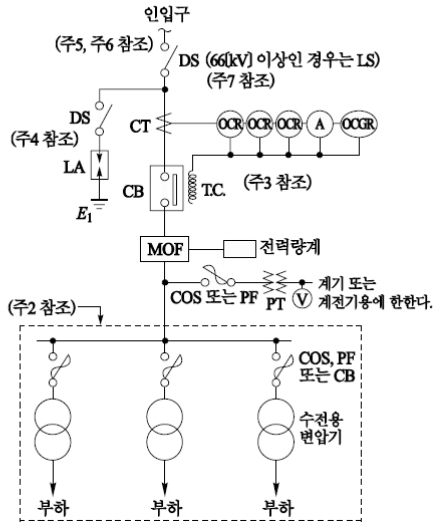 인입구
(주5, 주6 참조)
DS (66[kV] 이상인 경우는 LS)
(주7 참조)
DS
(주4 참조)
CT
OCR OCR OCR A OCGR
LA
E1
CB
T.C.
(주3 참조)
MOF
전력량계
COS 또는 PF
PT
V
계기 또는
계전기용에 한한다.
(주2 참조)
COS, PF
또는 CB
수전용
변압기
부하
부하
부하